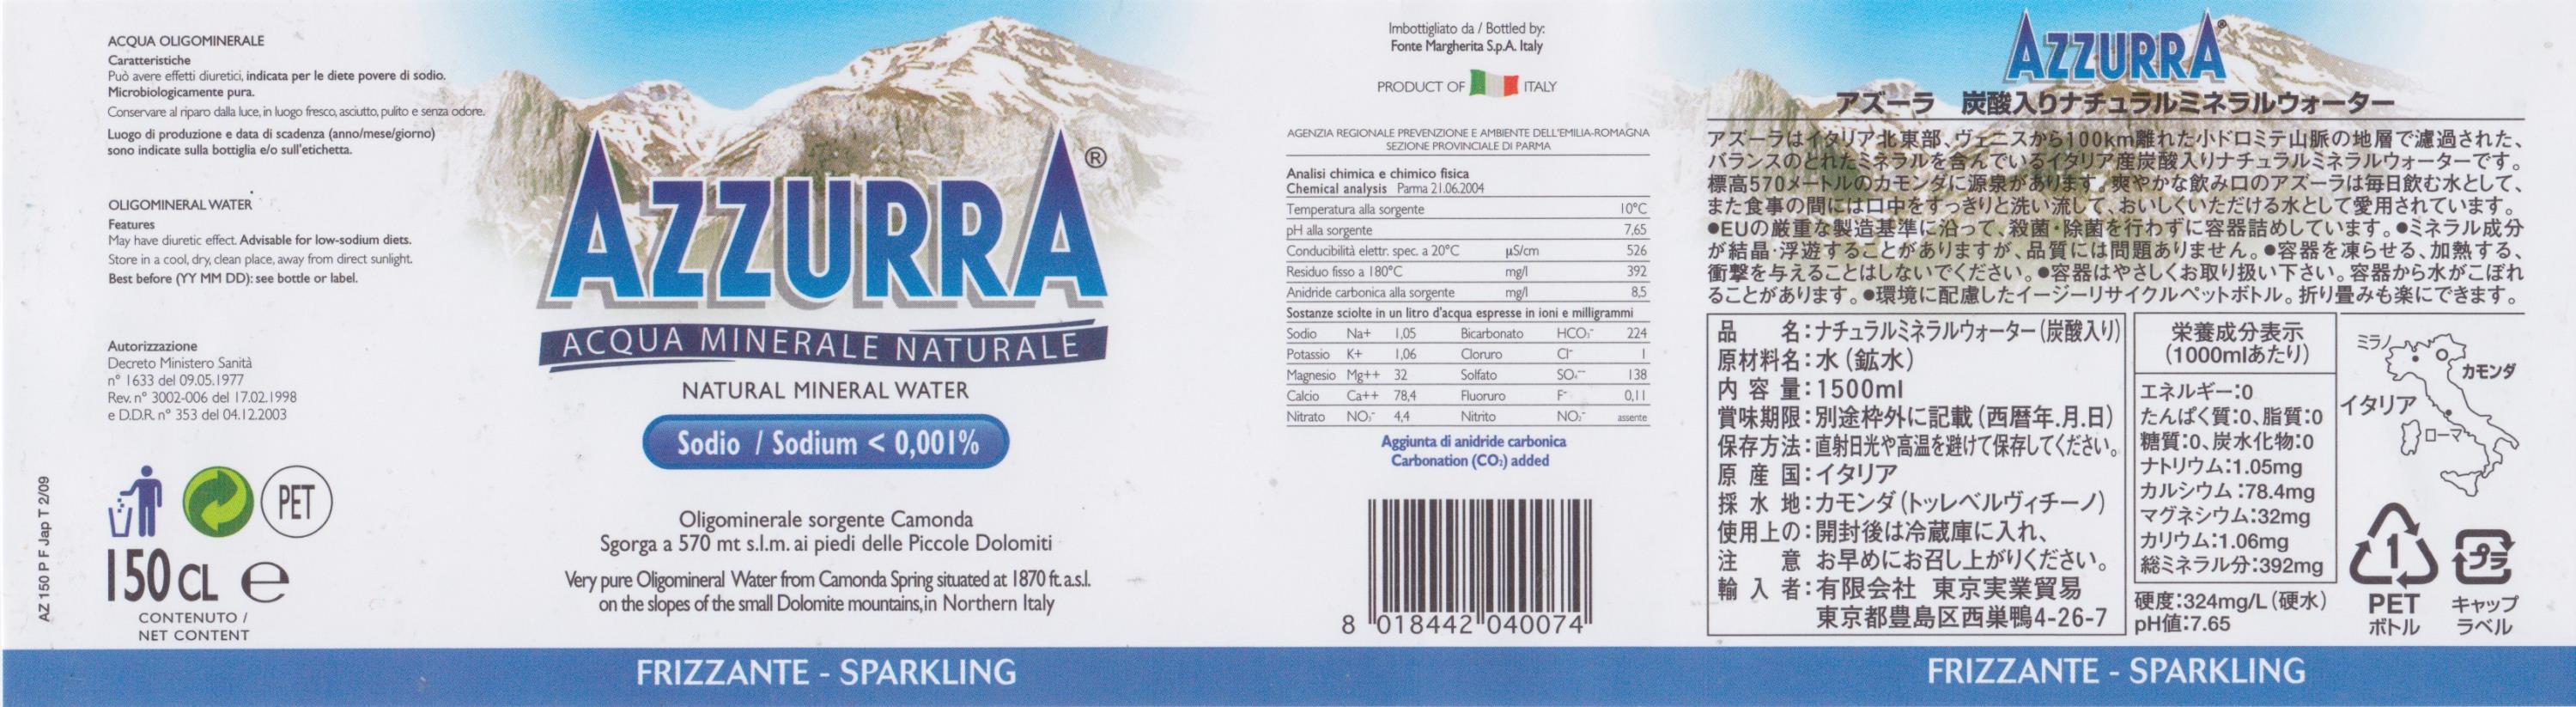 ACQUA OLIGOMINERALE
Caratteristiche
Può avere effetti diuretici, indicata per le diete povere di sodio.
Microbiologicamente pura.
Conservare al riparo dalla luce, in luogo fresco, asciutto, pulito e senza odore.
Luogo di produzione e data di scadenza (anno/mese/giorno)
sono indicate sulla bottiglia e/o sull'etichetta.
OLIGOMINERAL WATER
Features
May have diuretic effect. Advisable for low-sodium diets.
Store in a cool, dry, clean place, away from direct sunlight.
Best before (YY MM DD): see bottle or label.
Autorizzazione
Decreto Ministero Sanità
n° 1633 del 09.05.1977
Rev. n° 3002-006 del 17.02.1998
e D.D.R. n° 353 del 04.12.2003
PET
150 CL e
CONTENUTO /
NET CONTENT
AZ 150 P F Jap T 2/09
AZZURRA®
ACQUA MINERALE NATURALE
NATURAL MINERAL WATER
Sodio / Sodium < 0,001%
Oligominerale sorgente Camonda
Sgorga a 570 mt s.l.m. ai piedi delle Piccole Dolomiti
Very pure Oligomineral Water from Camonda Spring situated at 1870 ft. a.s.l.
on the slopes of the small Dolomite mountains, in Northern Italy
FRIZZANTE - SPARKLING
Imbottigliato da / Bottled by:
Fonte Margherita S.p.A. Italy
PRODUCT OF ITALY
AGENZIA REGIONALE PREVENZIONE E AMBIENTE DELL'EMILIA-ROMAGNA
SEZIONE PROVINCIALE DI PARMA
Analisi chimica e chimico fisica
Chemical analysis Parma 21.06.2004
Temperatura alla sorgente 10°C
pH alla sorgente 7,65
Conducibilità elettr. spec. a 20°C µS/cm 526
Residuo fisso a 180°C mg/l 392
Anidride carbonica alla sorgente mg/l 8,5
Sostanze sciolte in un litro d'acqua espresse in ioni e milligrammi
Sodio Na+ 1,05 Bicarbonato HCO₃⁻ 224
Potassio K+ 1,06 Cloruro Cl⁻ 1
Magnesio Mg++ 32 Solfato SO₄⁻⁻ 138
Calcio Ca++ 78,4 Fluoruro F⁻ 0,11
Nitrato NO₃⁻ 4,4 Nitrito NO₂⁻ assente
Aggiunta di anidride carbonica
Carbonation (CO₂) added
8 018442 040074
AZZURRA®
アズーラ 炭酸入りナチュラルミネラルウォーター
アズーラはイタリア北東部、ヴェニスから100km離れた小ドロミテ山脈の地層で濾過された、
バランスのとれたミネラルを含んでいるイタリア産炭酸入りナチュラルミネラルウォーターです。
標高570メートルのカモンダに源泉があります。爽やかな飲み口のアズーラは毎日飲む水として、
また食事の間には口中をすっきりと洗い流して、おいしくいただける水として愛用されています。
●EUの厳重な製造基準に沿って、殺菌・除菌を行わずに容器詰めしています。●ミネラル成分
が結晶・浮遊することがありますが、品質には問題ありません。●容器を凍らせる、加熱する、
衝撃を与えることはしないでください。●容器はやさしくお取り扱い下さい。容器から水がこぼれ
ることがあります。●環境に配慮したイージーリサイクルペットボトル。折り畳みも楽にできます。
品 名：ナチュラルミネラルウォーター（炭酸入り）
原材料名：水（鉱水）
内 容 量：1500ml
賞味期限：別途枠外に記載（西暦年.月.日）
保存方法：直射日光や高温を避けて保存してください。
原 産 国：イタリア
採 水 地：カモンダ（トッレベルヴィチーノ）
使用上の：開封後は冷蔵庫に入れ、
注 意 お早めにお召し上がりください。
輸 入 者：有限会社 東京実業貿易
東京都豊島区西巣鴨4-26-7
栄養成分表示
（1000mlあたり）
エネルギー：0
たんぱく質：0、脂質：0
糖質：0、炭水化物：0
ナトリウム：1.05mg
カルシウム：78.4mg
マグネシウム：32mg
カリウム：1.06mg
総ミネラル分：392mg
硬度：324mg/L（硬水）
pH値：7.65
ミラノ
カモンダ
イタリア
ローマ
1
PET
ボトル
プラ
キャップ
ラベル
FRIZZANTE - SPARKLING